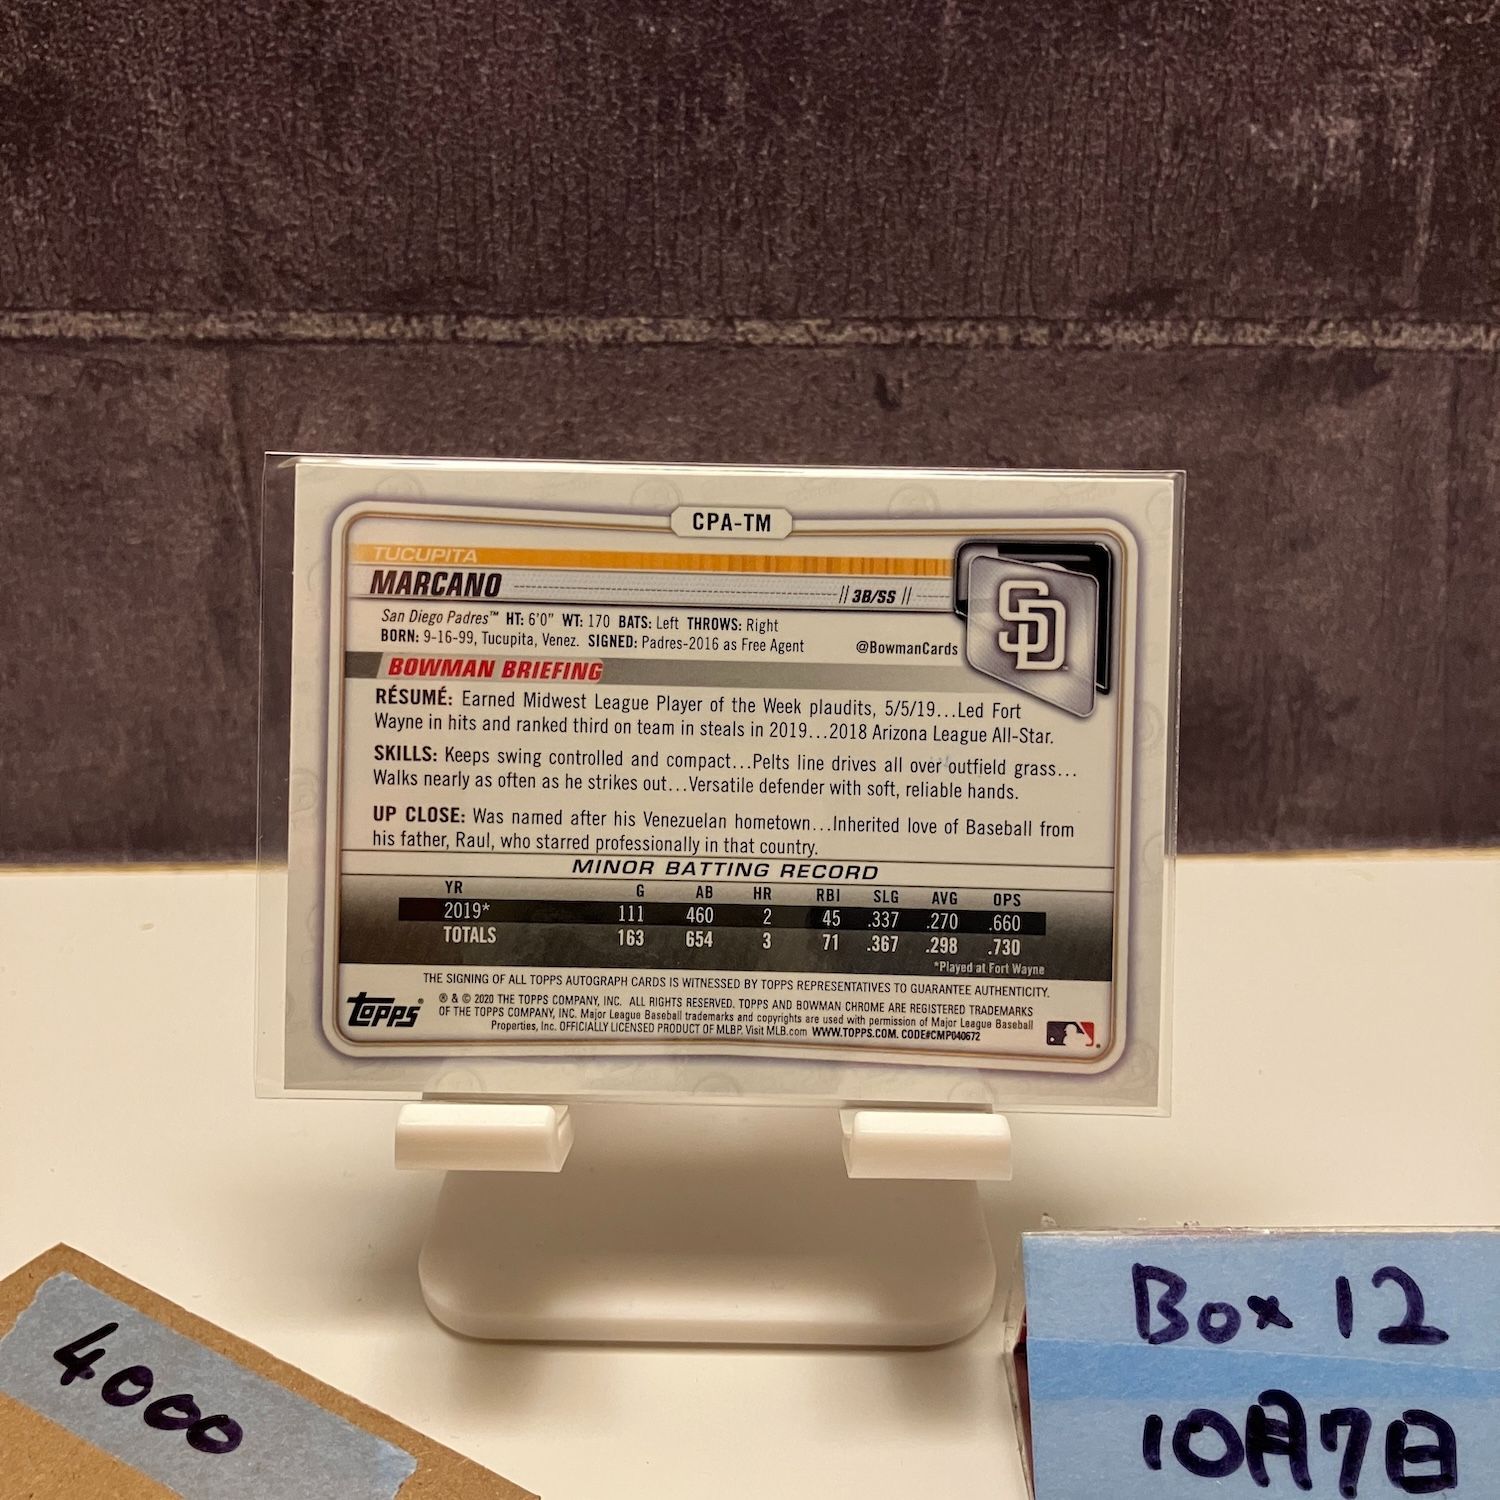 CPA-TM
TUCUPITA
MARCANO
// 3B/SS //
SD
San Diego Padres™ HT: 6'0" WT: 170 BATS: Left THROWS: Right
BORN: 9-16-99, Tucupita, Venez. SIGNED: Padres-2016 as Free Agent
@BowmanCards
BOWMAN BRIEFING
RÉSUMÉ: Earned Midwest League Player of the Week plaudits, 5/5/19...Led Fort
Wayne in hits and ranked third on team in steals in 2019...2018 Arizona League All-Star.
SKILLS: Keeps swing controlled and compact...Pelts line drives all over outfield grass...
Walks nearly as often as he strikes out...Versatile defender with soft, reliable hands.
UP CLOSE: Was named after his Venezuelan hometown...Inherited love of Baseball from
his father, Raul, who starred professionally in that country.
MINOR BATTING RECORD
YR G AB HR RBI SLG AVG OPS
2019* 111 460 2 45 .337 .270 .660
TOTALS 163 654 3 71 .367 .298 .730
*Played at Fort Wayne
THE SIGNING OF ALL TOPPS AUTOGRAPH CARDS IS WITNESSED BY TOPPS REPRESENTATIVES TO GUARANTEE AUTHENTICITY.
topps®
® & © 2020 THE TOPPS COMPANY, INC. ALL RIGHTS RESERVED. TOPPS AND BOWMAN CHROME ARE REGISTERED TRADEMARKS
OF THE TOPPS COMPANY, INC. Major League Baseball trademarks and copyrights are used with permission of Major League Baseball
Properties, Inc. OFFICIALLY LICENSED PRODUCT OF MLBP. Visit MLB.com WWW.TOPPS.COM. CODE#CMP040672
4000
Box 12
10月7日